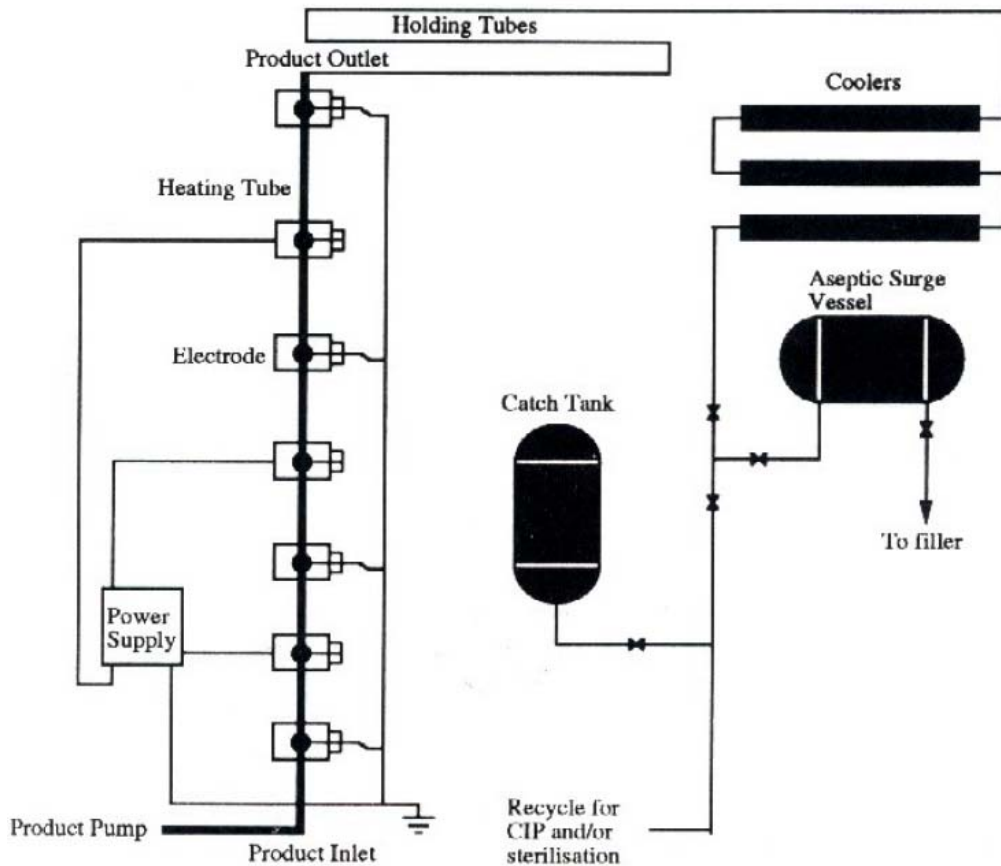 Holding Tubes
Product Outlet
Coolers
Heating Tube
Aseptic Surge
Vessel
Electrode
Catch Tank
To filler
Power
Supply
Recycle for
CIP and/or
sterilisation
Product Pump
Product Inlet